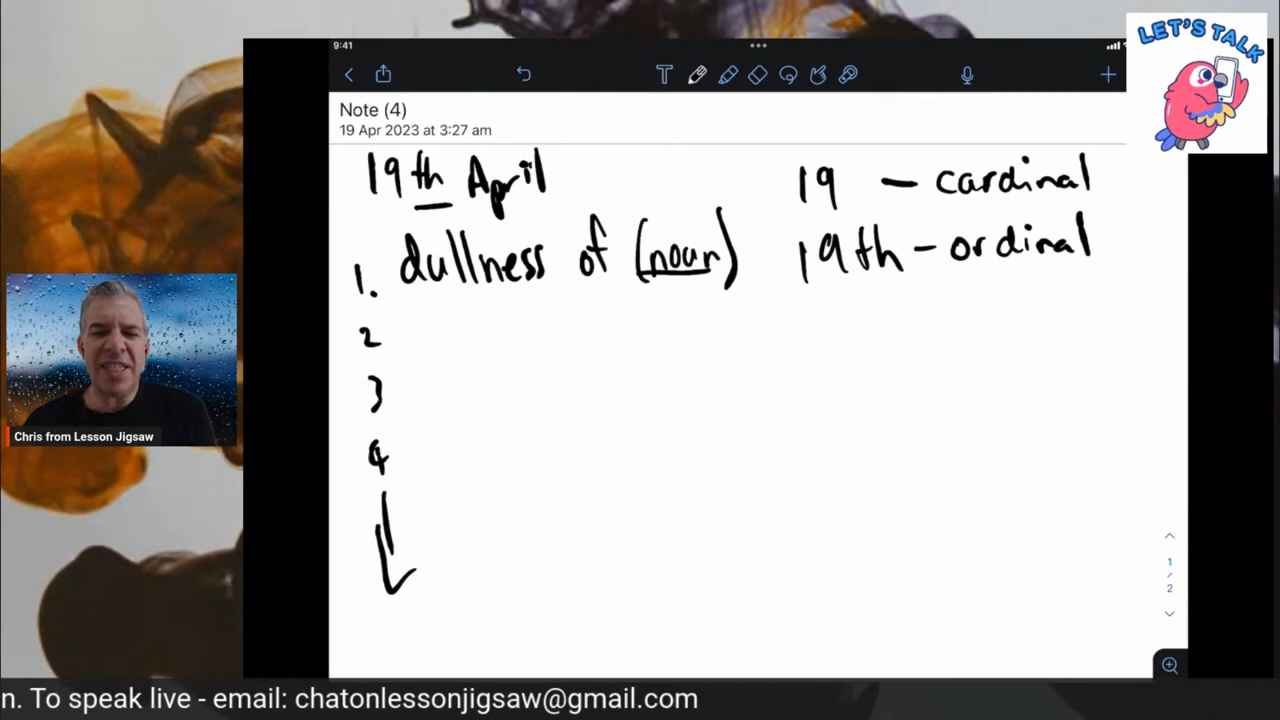 LET'S TALK
9:41
Note (4)
19 Apr 2023 at 3:27 am
19th April
19 – cardinal
1. dullness of (noun)
19th – ordinal
2
3
4
Chris from Lesson Jigsaw
1
/
2
n. To speak live - email: chatonlessonjigsaw@gmail.com